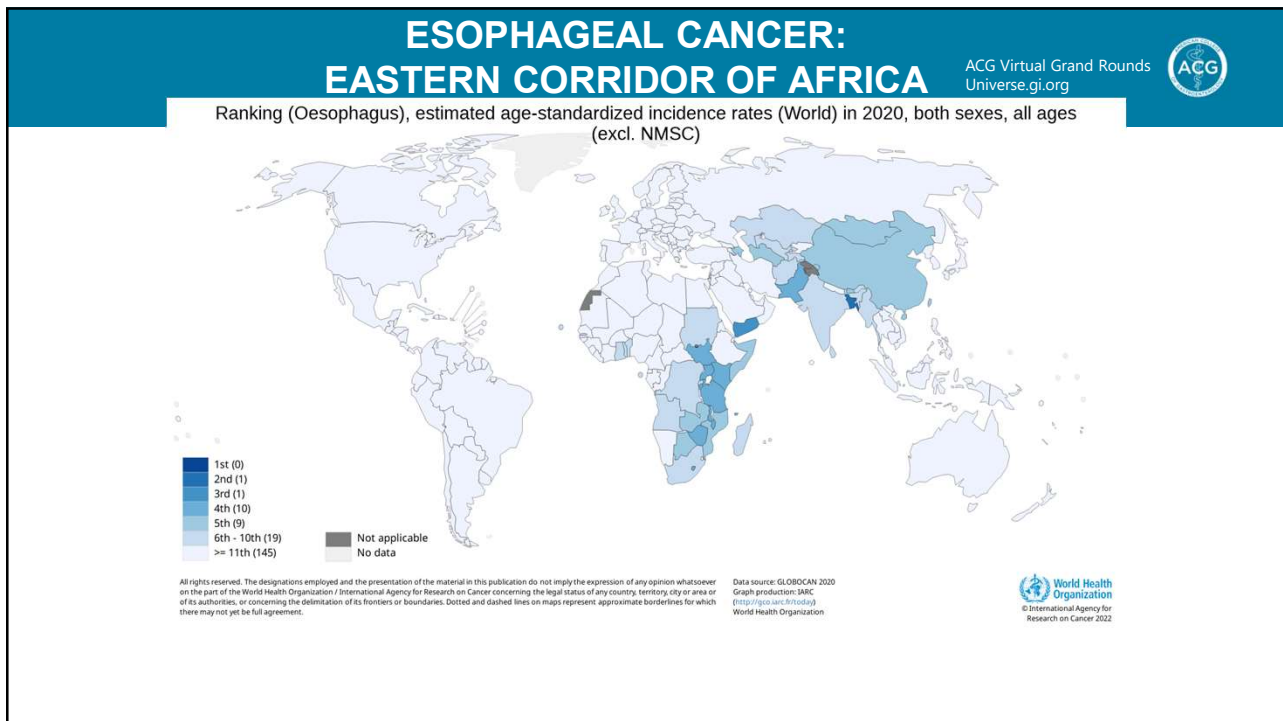 ESOPHAGEAL CANCER:
EASTERN CORRIDOR OF AFRICA
ACG Virtual Grand Rounds
Universe.gi.org
ACG
Ranking (Oesophagus), estimated age-standardized incidence rates (World) in 2020, both sexes, all ages
(excl. NMSC)
1st (0)
2nd (1)
3rd (1)
4th (10)
5th (9)
6th - 10th (19)
>= 11th (145)
Not applicable
No data
All rights reserved. The designations employed and the presentation of the material in this publication do not imply the expression of any opinion whatsoever
on the part of the World Health Organization / International Agency for Research on Cancer concerning the legal status of any country, territory, city or area or
of its authorities, or concerning the delimitation of its frontiers or boundaries. Dotted and dashed lines on maps represent approximate borderlines for which
there may not yet be full agreement.
Data source: GLOBOCAN 2020
Graph production: IARC
(http://gco.iarc.fr/today)
World Health Organization
World Health
Organization
© International Agency for
Research on Cancer 2022